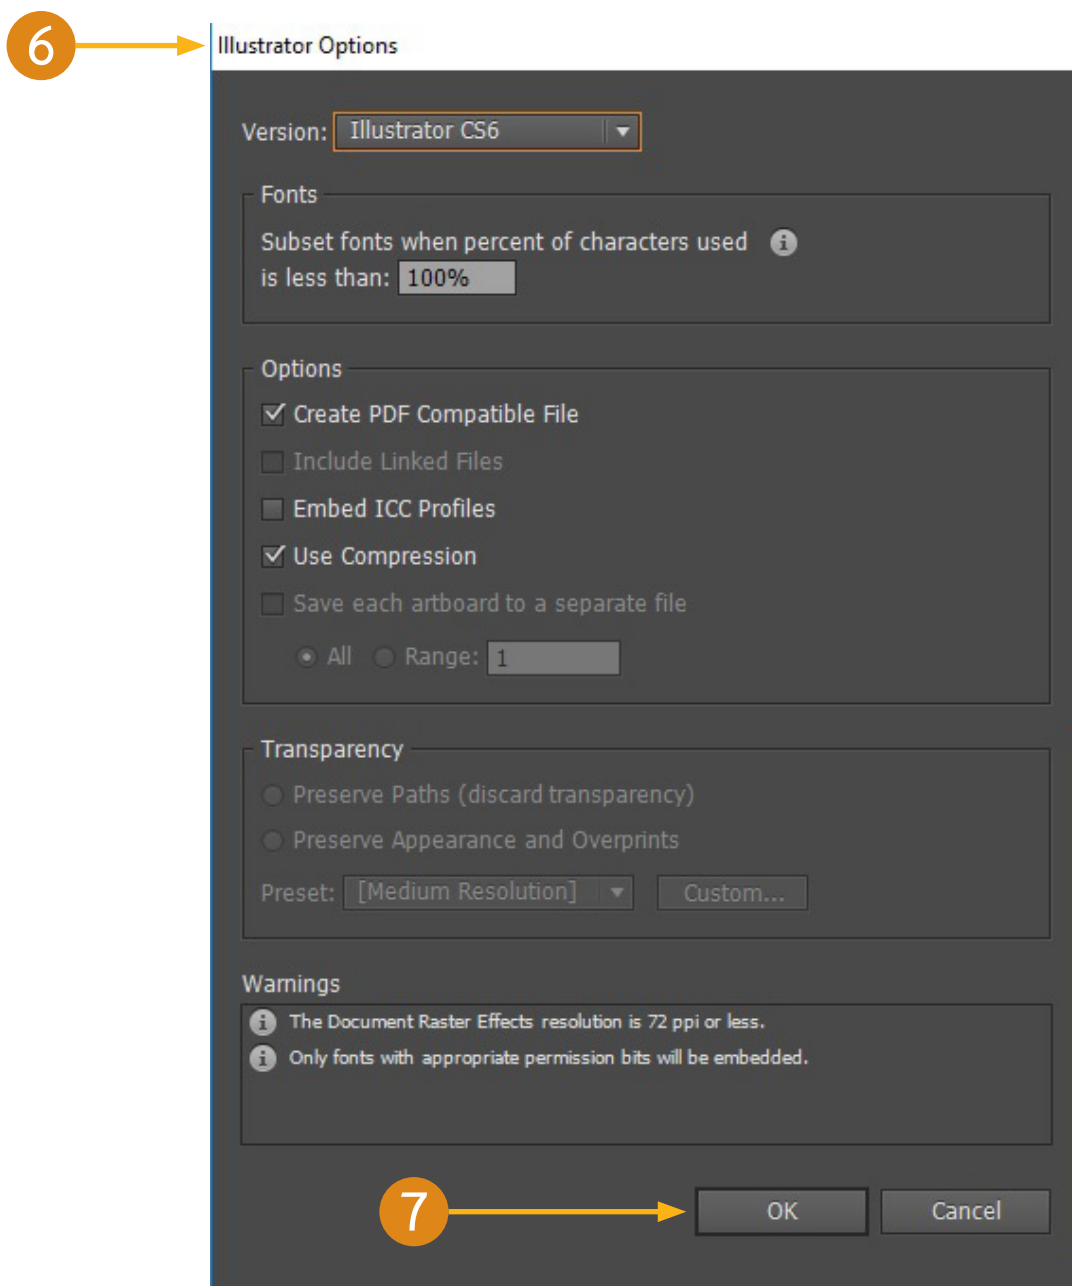 6
Illustrator Options
Version: Illustrator CS6
Fonts
Subset fonts when percent of characters used
is less than: 100%
Options
Create PDF Compatible File
Include Linked Files
Embed ICC Profiles
Use Compression
Save each artboard to a separate file
All Range: 1
Transparency
Preserve Paths (discard transparency)
Preserve Appearance and Overprints
Preset: [Medium Resolution] Custom...
Warnings
The Document Raster Effects resolution is 72 ppi or less.
Only fonts with appropriate permission bits will be embedded.
7 OK Cancel